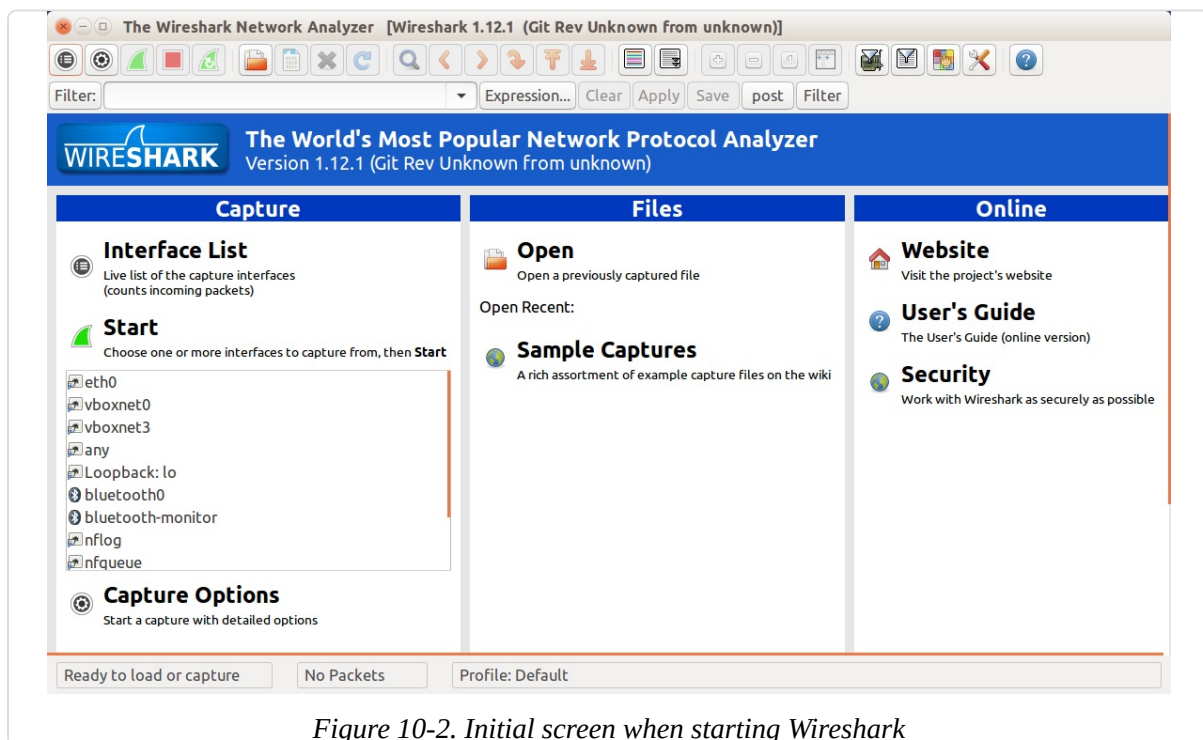 The Wireshark Network Analyzer [Wireshark 1.12.1 (Git Rev Unknown from unknown)]
Filter: Expression... Clear Apply Save post Filter
WIRESHARK
The World's Most Popular Network Protocol Analyzer
Version 1.12.1 (Git Rev Unknown from unknown)
Capture
Interface List
Live list of the capture interfaces
(counts incoming packets)
Start
Choose one or more interfaces to capture from, then Start
eth0
vboxnet0
vboxnet3
any
Loopback: lo
bluetooth0
bluetooth-monitor
nflog
nfqueue
Capture Options
Start a capture with detailed options
Files
Open
Open a previously captured file
Open Recent:
Sample Captures
A rich assortment of example capture files on the wiki
Online
Website
Visit the project's website
User's Guide
The User's Guide (online version)
Security
Work with Wireshark as securely as possible
Ready to load or capture No Packets Profile: Default
Figure 10-2. Initial screen when starting Wireshark